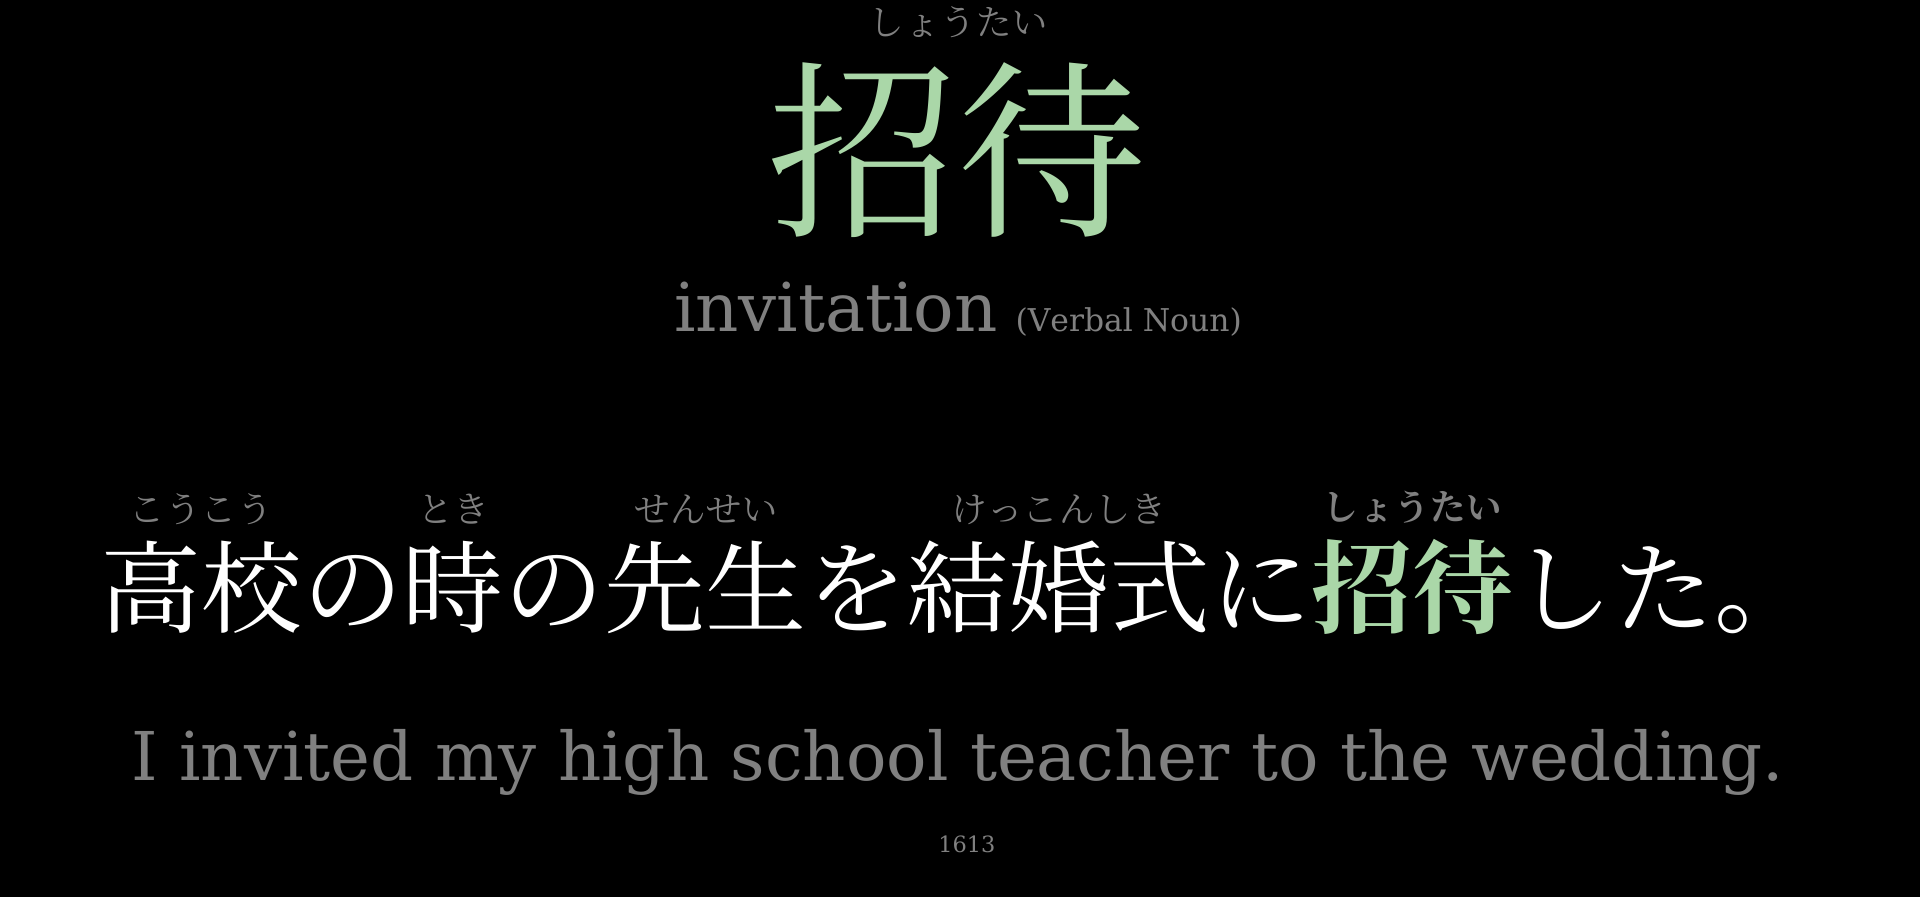 しょうたい
招待
invitation (Verbal Noun)
こうこう とき せんせい けっこんしき しょうたい
高校の時の先生を結婚式に招待した。
I invited my high school teacher to the wedding.
1613